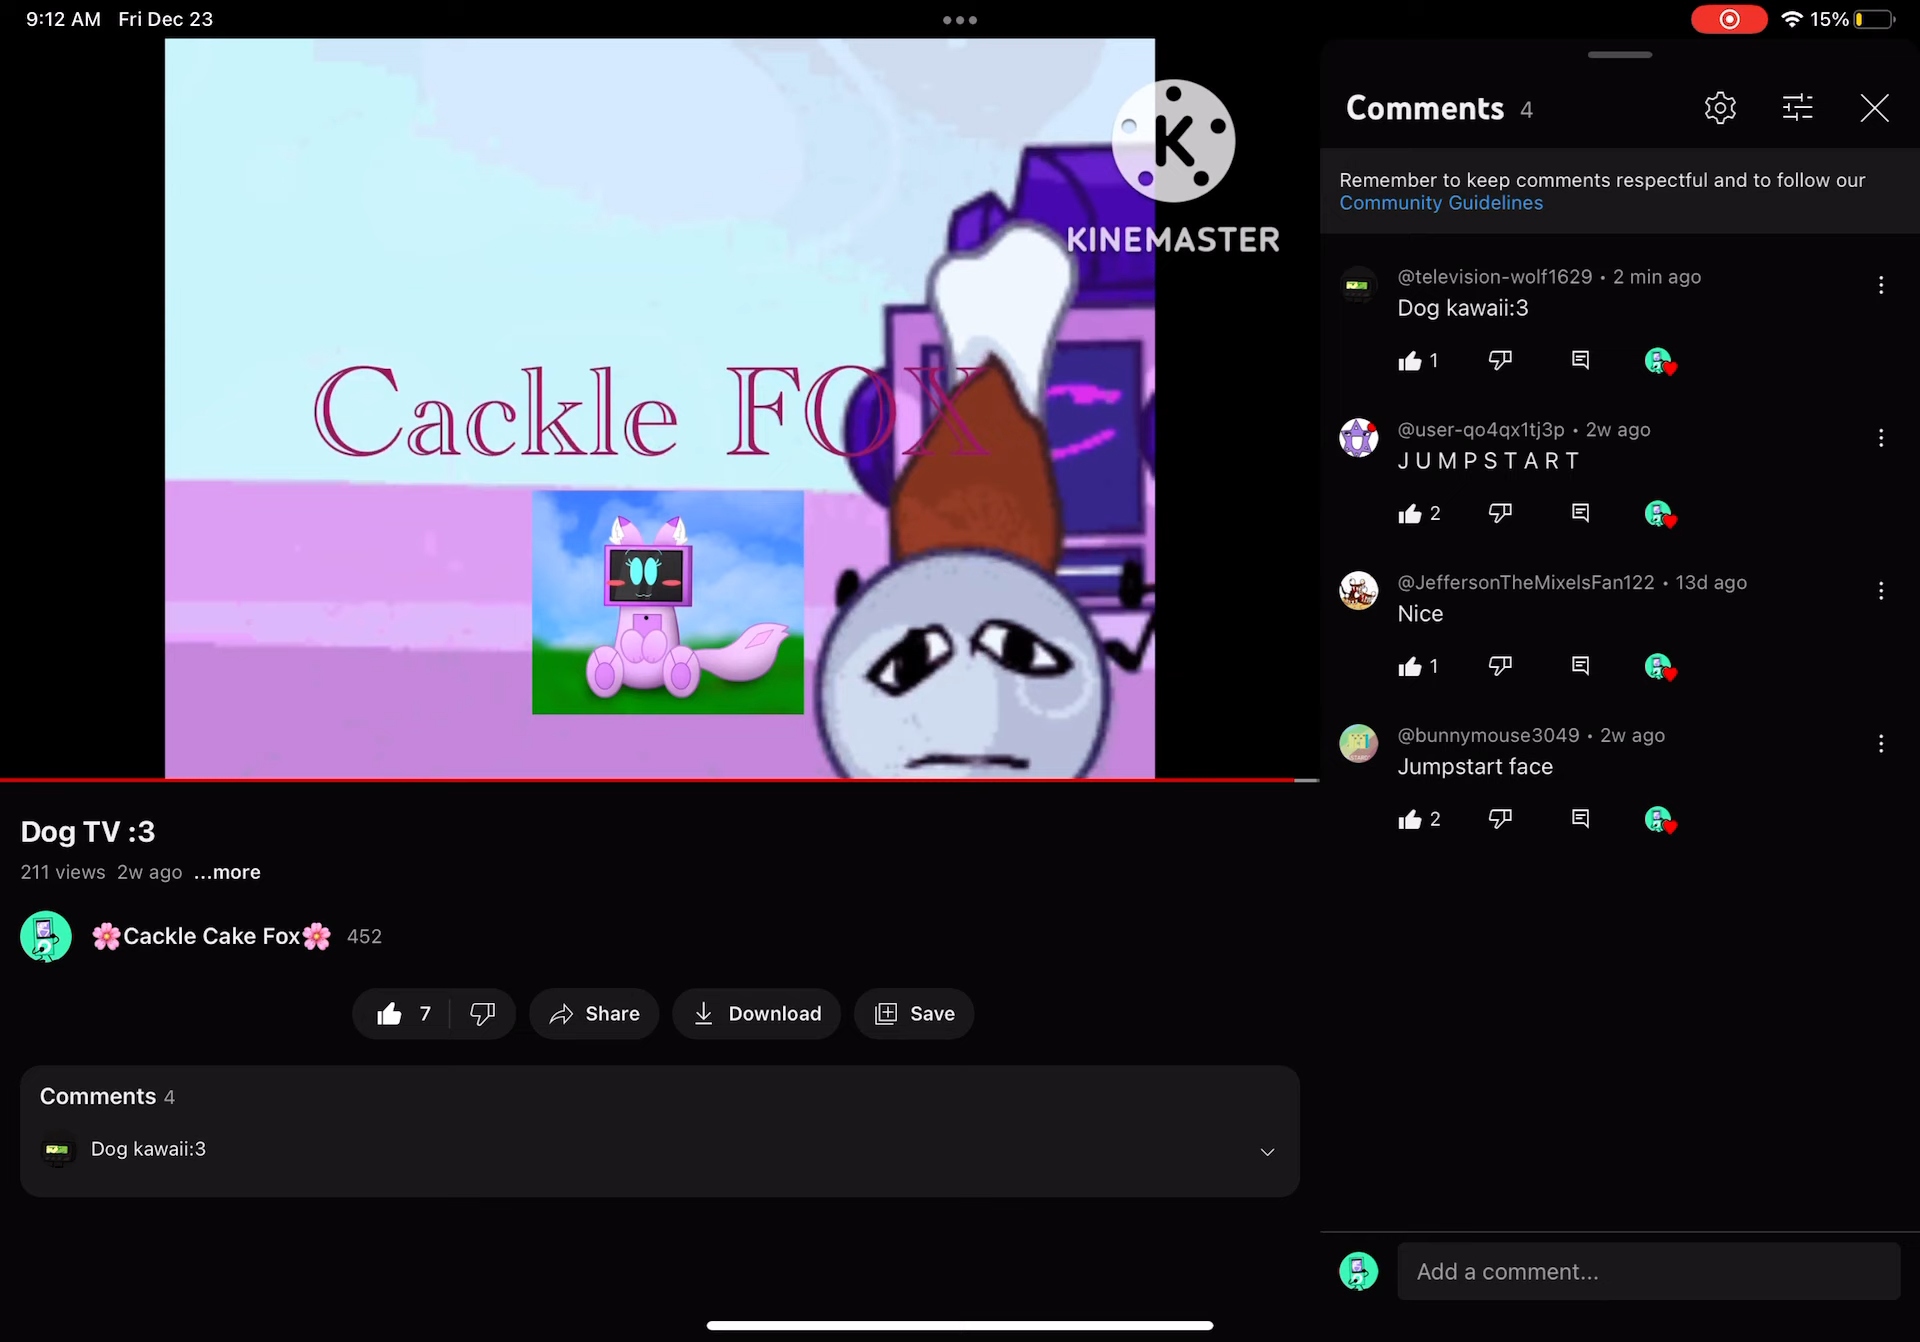 9:12 AM Fri Dec 23
15%
K
KINEMASTER
Cackle FOX
Dog TV :3
211 views 2w ago ...more
🌸Cackle Cake Fox🌸 452
7 Share Download Save
Comments 4
Dog kawaii:3
Comments 4
Remember to keep comments respectful and to follow our
Community Guidelines
@television-wolf1629 • 2 min ago
Dog kawaii:3
1
@user-qo4qx1tj3p • 2w ago
J U M P S T A R T
2
@JeffersonTheMixelsFan122 • 13d ago
Nice
1
@bunnymouse3049 • 2w ago
Jumpstart face
2
Add a comment...